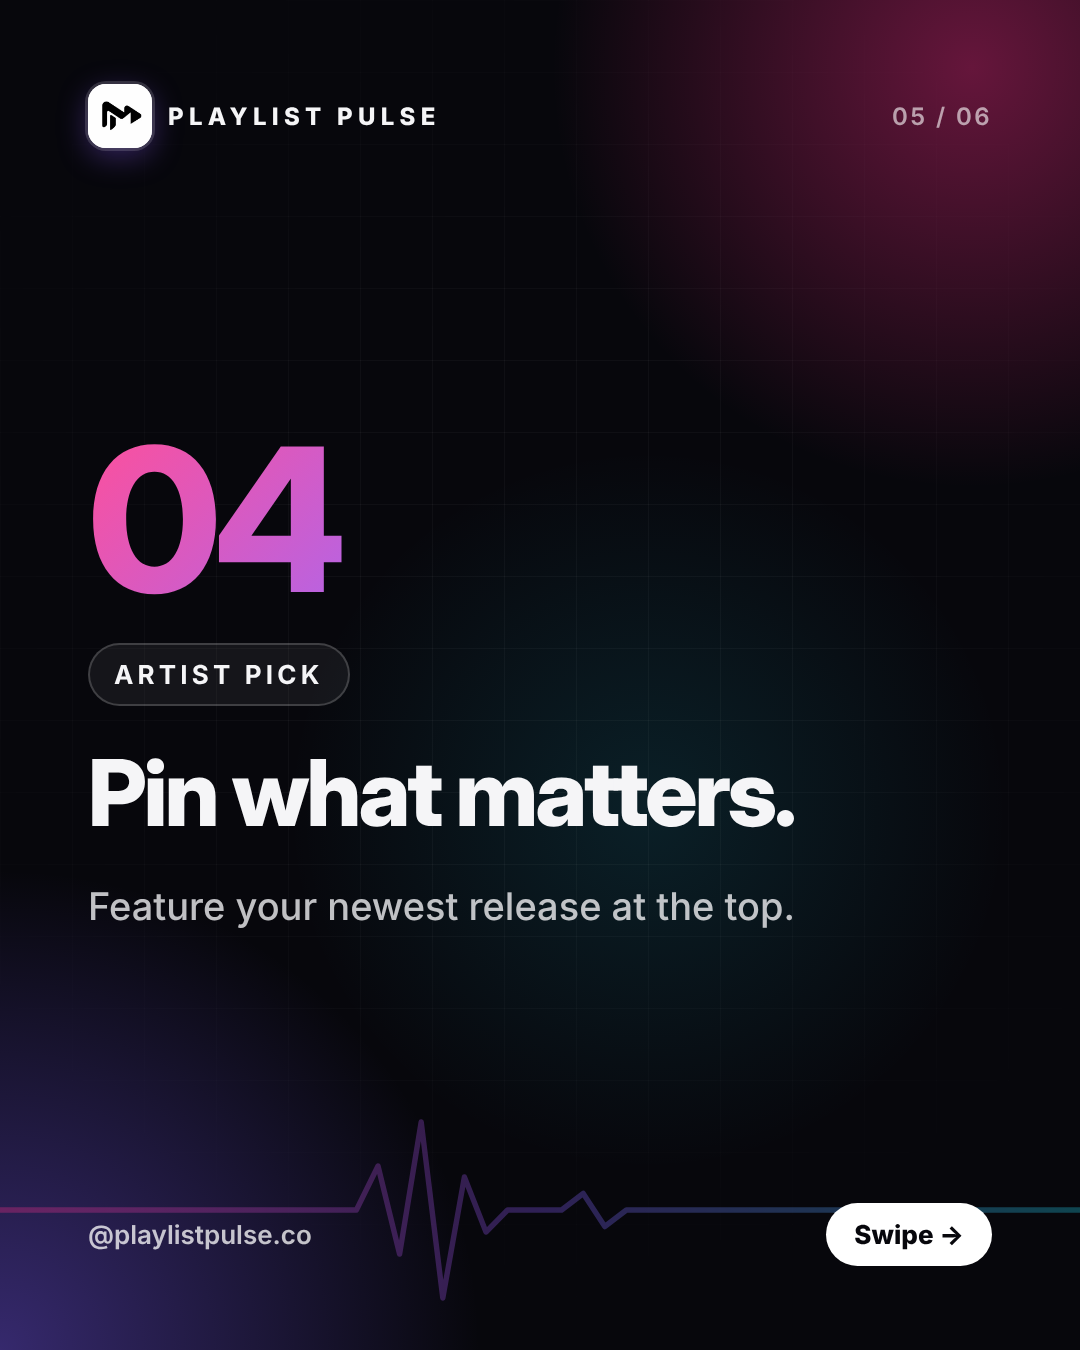 PLAYLIST PULSE
05 / 06
04
ARTIST PICK
Pin what matters.
Feature your newest release at the top.
@playlistpulse.co
Swipe →